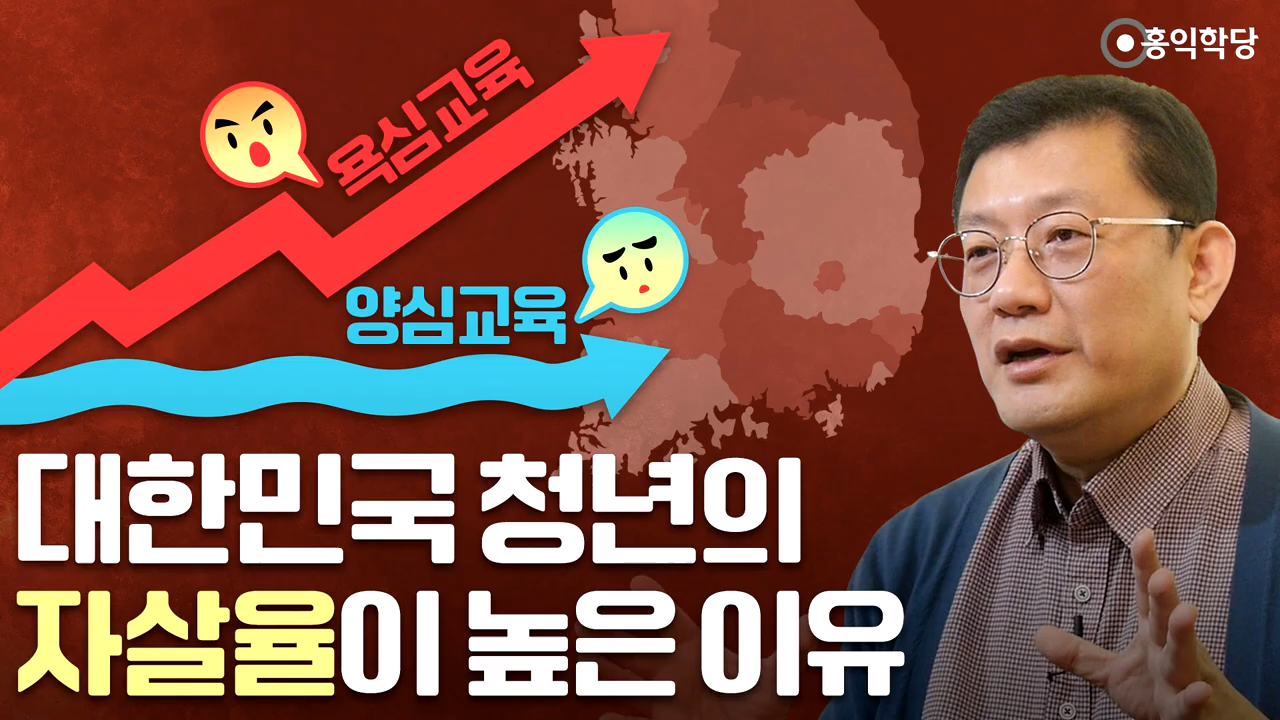 홍익학당
욕심교육
양심교육
대한민국 청년의
자살율이 높은 이유